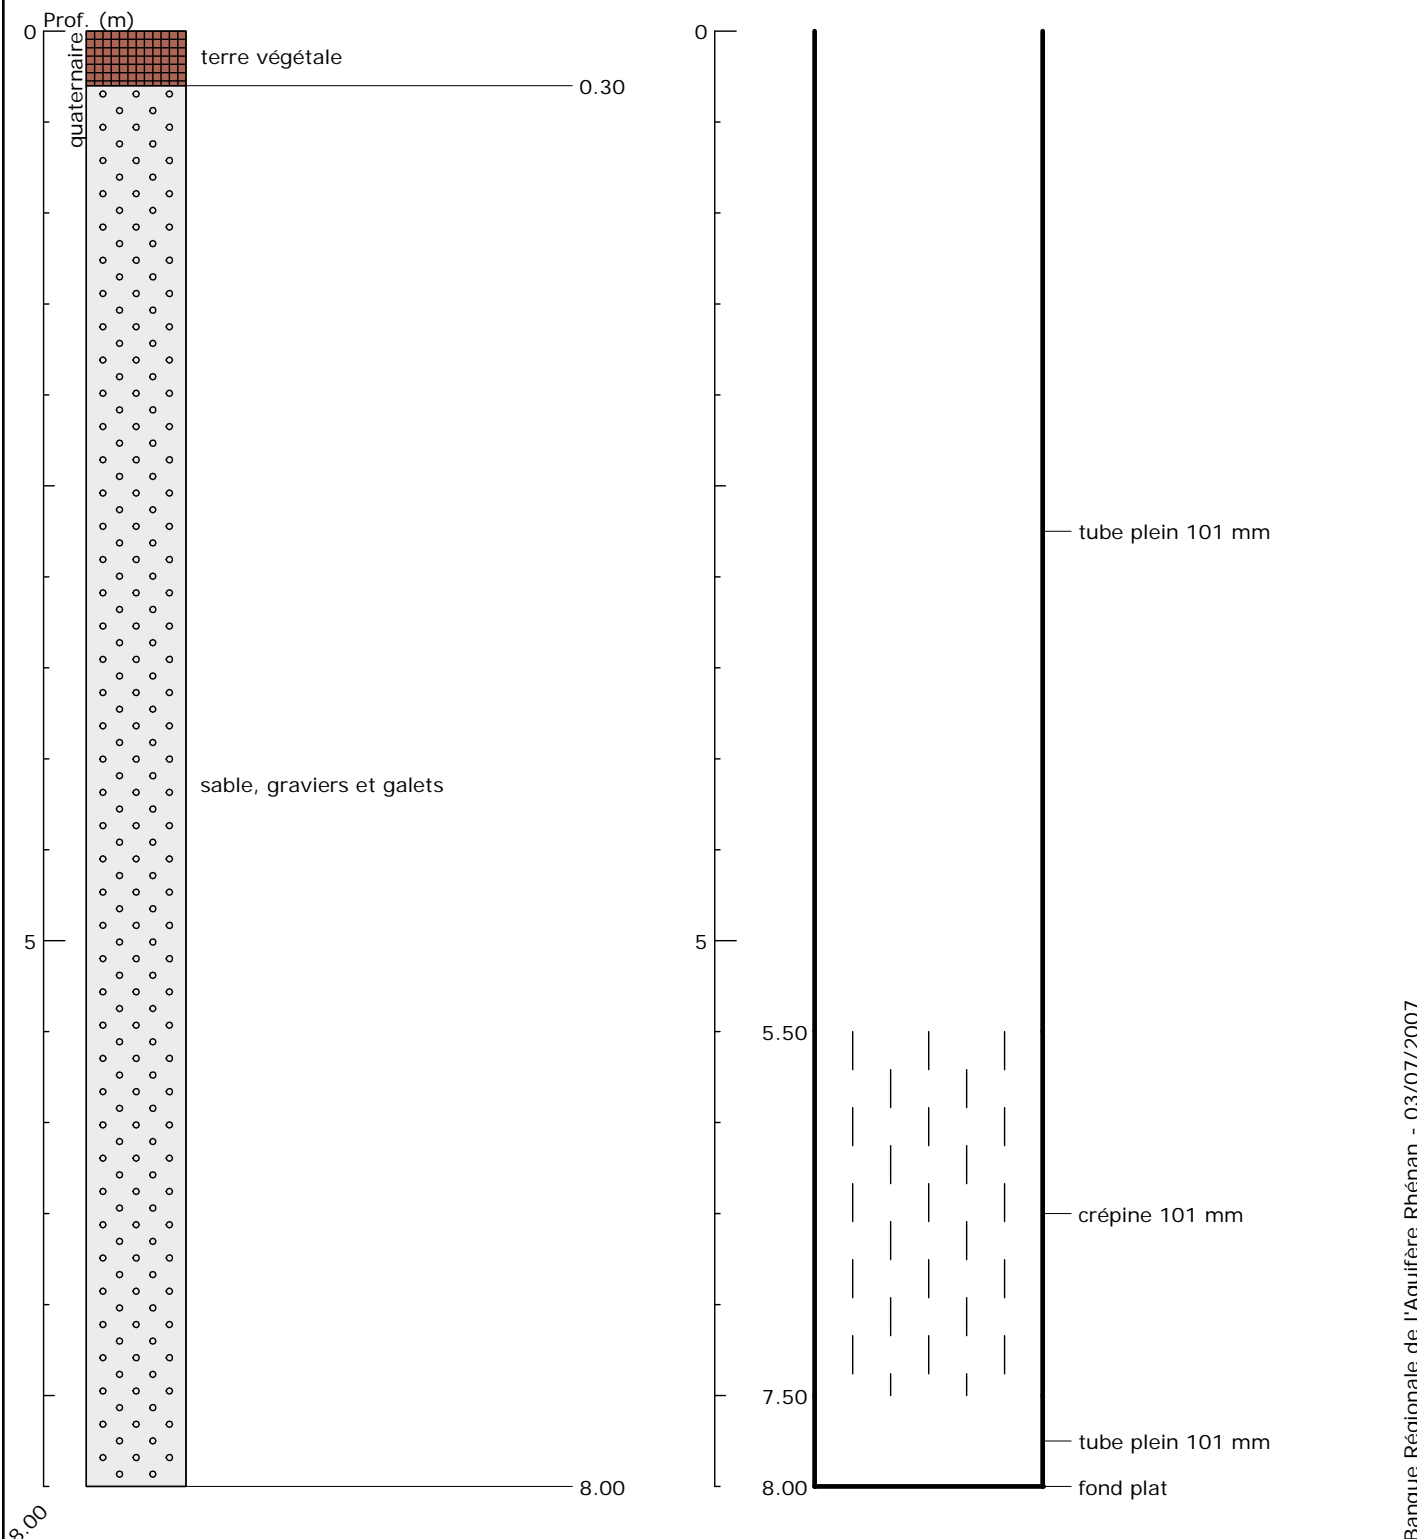 Prof. (m)
0
quaternaire
terre végétale
0.30
sable, graviers et galets
5
8.00
8.00
0
tube plein 101 mm
5
5.50
crépine 101 mm
7.50
tube plein 101 mm
8.00
fond plat
Banque Régionale de l'Aquifère Rhénan - 03/07/2007